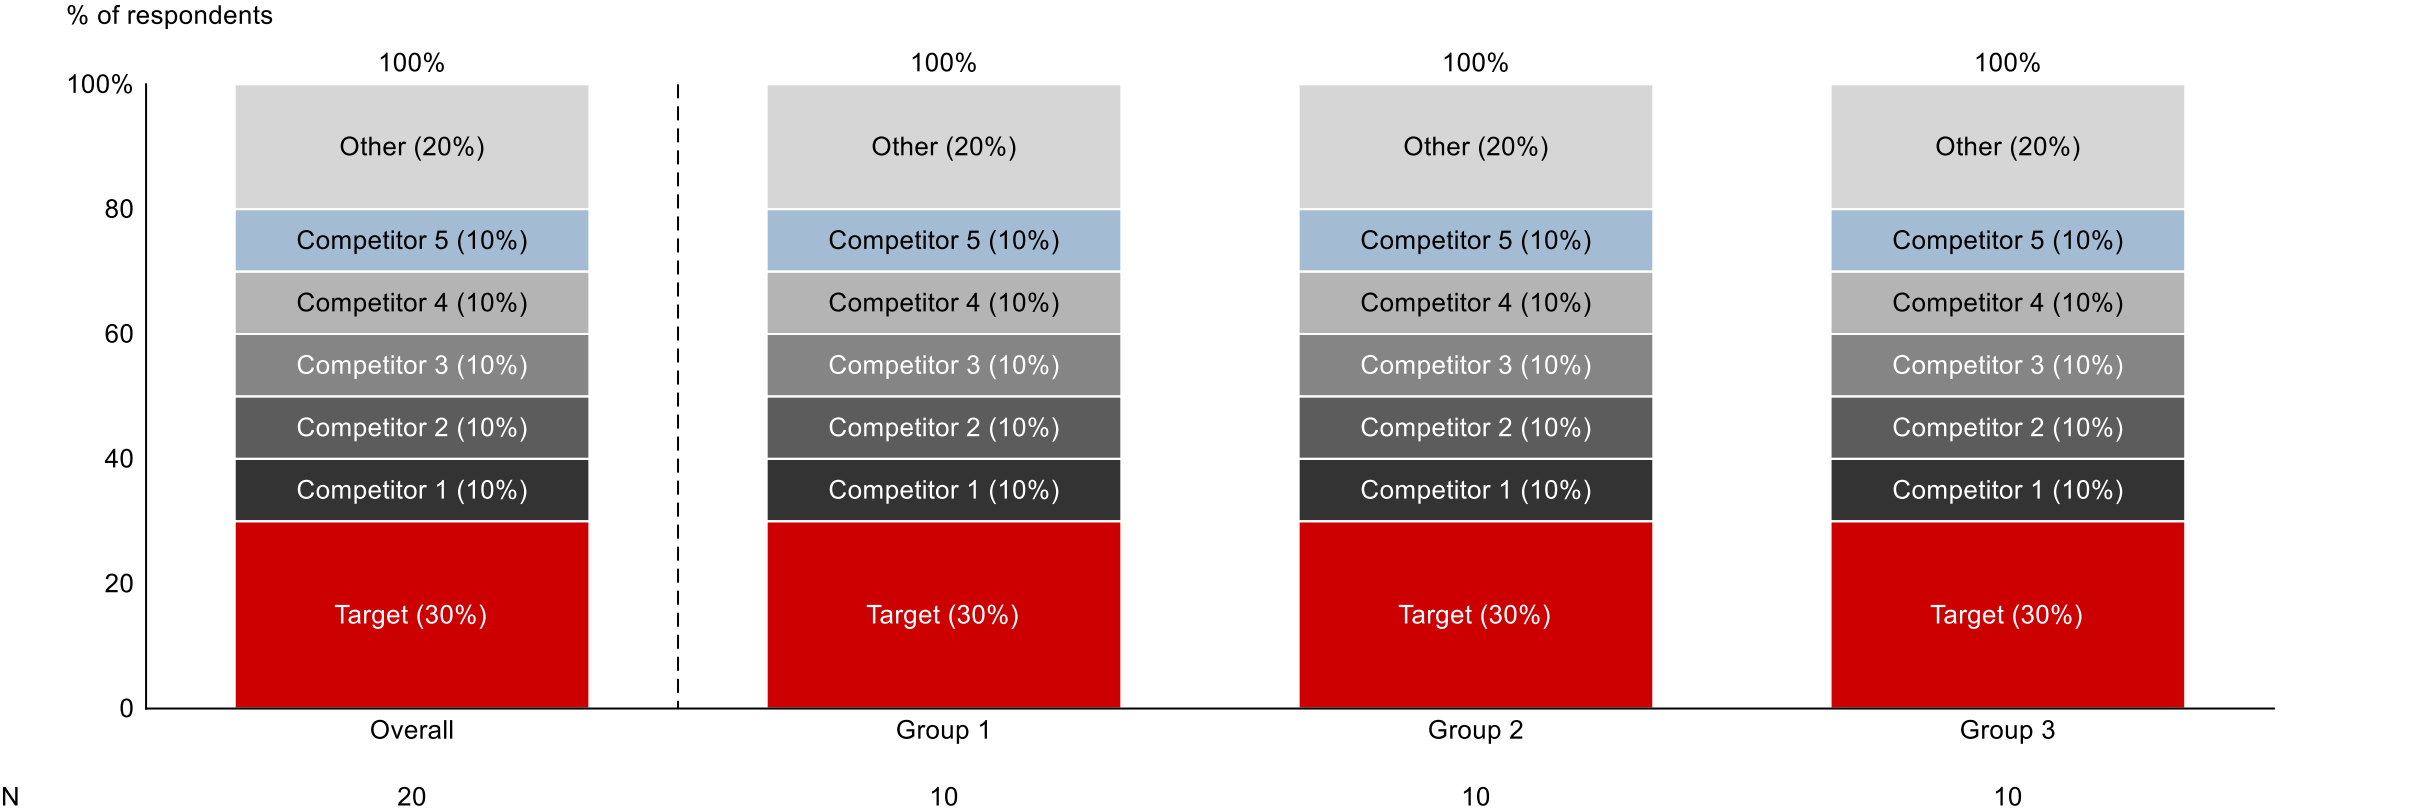 % of respondents
100% 100% 100% 100%
100%
Other (20%) Other (20%) Other (20%) Other (20%)
80
Competitor 5 (10%) Competitor 5 (10%) Competitor 5 (10%) Competitor 5 (10%)
Competitor 4 (10%) Competitor 4 (10%) Competitor 4 (10%) Competitor 4 (10%)
60
Competitor 3 (10%) Competitor 3 (10%) Competitor 3 (10%) Competitor 3 (10%)
Competitor 2 (10%) Competitor 2 (10%) Competitor 2 (10%) Competitor 2 (10%)
40
Competitor 1 (10%) Competitor 1 (10%) Competitor 1 (10%) Competitor 1 (10%)
20
Target (30%) Target (30%) Target (30%) Target (30%)
0
Overall Group 1 Group 2 Group 3
N 20 10 10 10